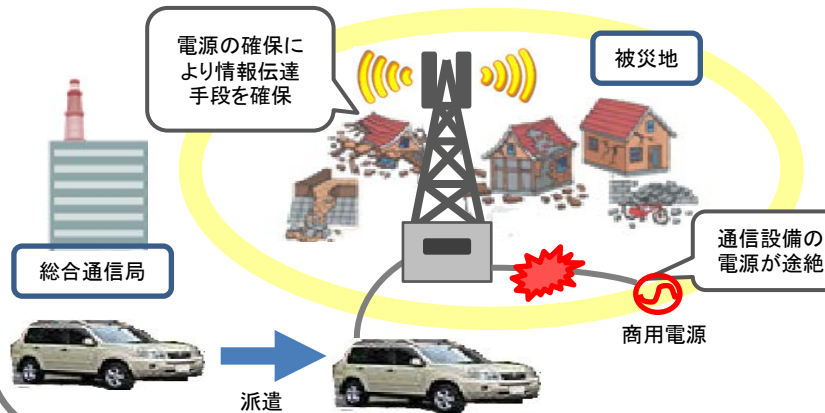 電源の確保に
より情報伝達
手段を確保
被災地
総合通信局
通信設備の
電源が途絶
商用電源
派遣